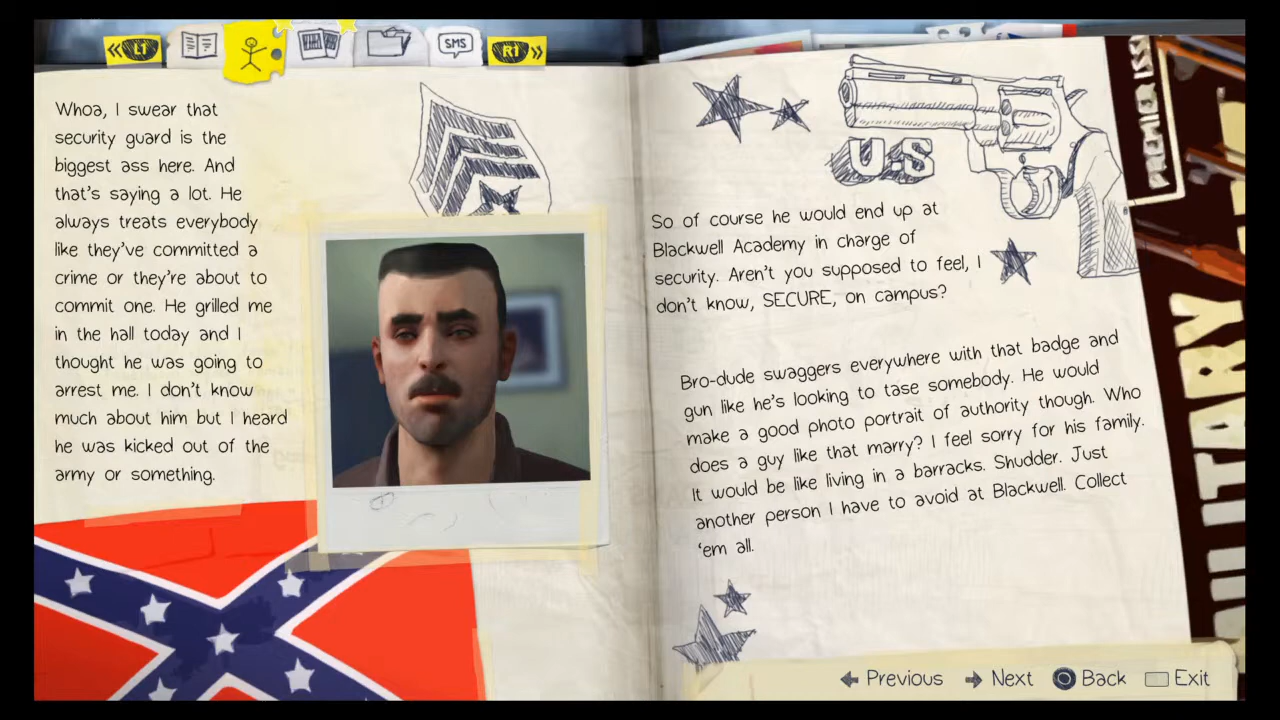 L1
SMS
R1
Whoa, I swear that
security guard is the
biggest ass here. And
that's saying a lot. He
always treats everybody
like they've committed a
crime or they're about to
commit one. He grilled me
in the hall today and I
thought he was going to
arrest me. I don't know
much about him but I heard
he was kicked out of the
army or something.
U.S
So of course he would end up at
Blackwell Academy in charge of
security. Aren't you supposed to feel, I
don't know, SECURE, on campus?
Bro-dude swaggers everywhere with that badge and
gun like he's looking to tase somebody. He would
make a good photo portrait of authority though. Who
does a guy like that marry? I feel sorry for his family.
It would be like living in a barracks. Shudder. Just
another person I have to avoid at Blackwell. Collect
'em all.
PREMIER
Previous Next Back Exit